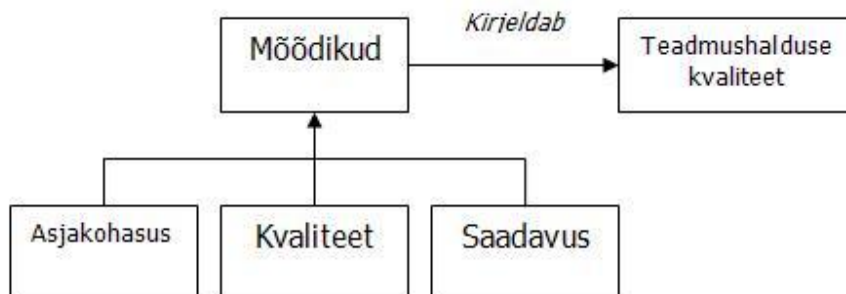 Kirjeldab
Mõõdikud
Teadmushalduse
kvaliteet
Asjakohasus
Kvaliteet
Saadavus